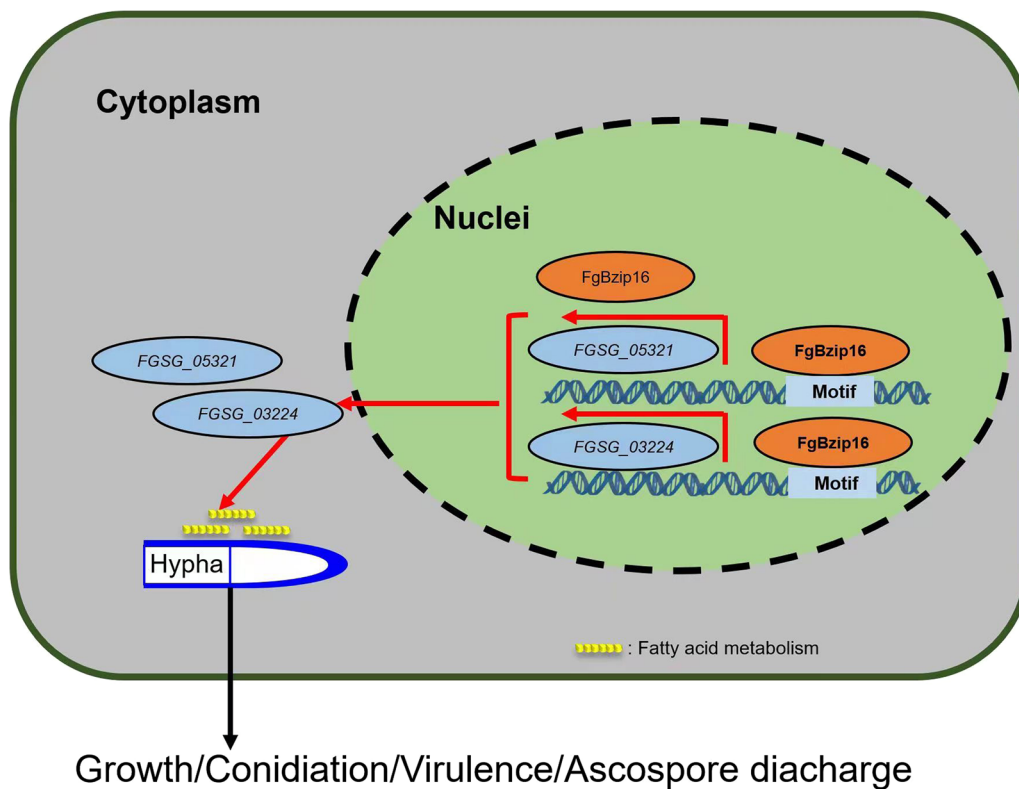 Cytoplasm
Nuclei
FgBzip16
FGSG_05321
FgBzip16
Motif
FGSG_05321
FGSG_03224
FGSG_03224
FgBzip16
Motif
Hypha
: Fatty acid metabolism
Growth/Conidiation/Virulence/Ascospore diacharge